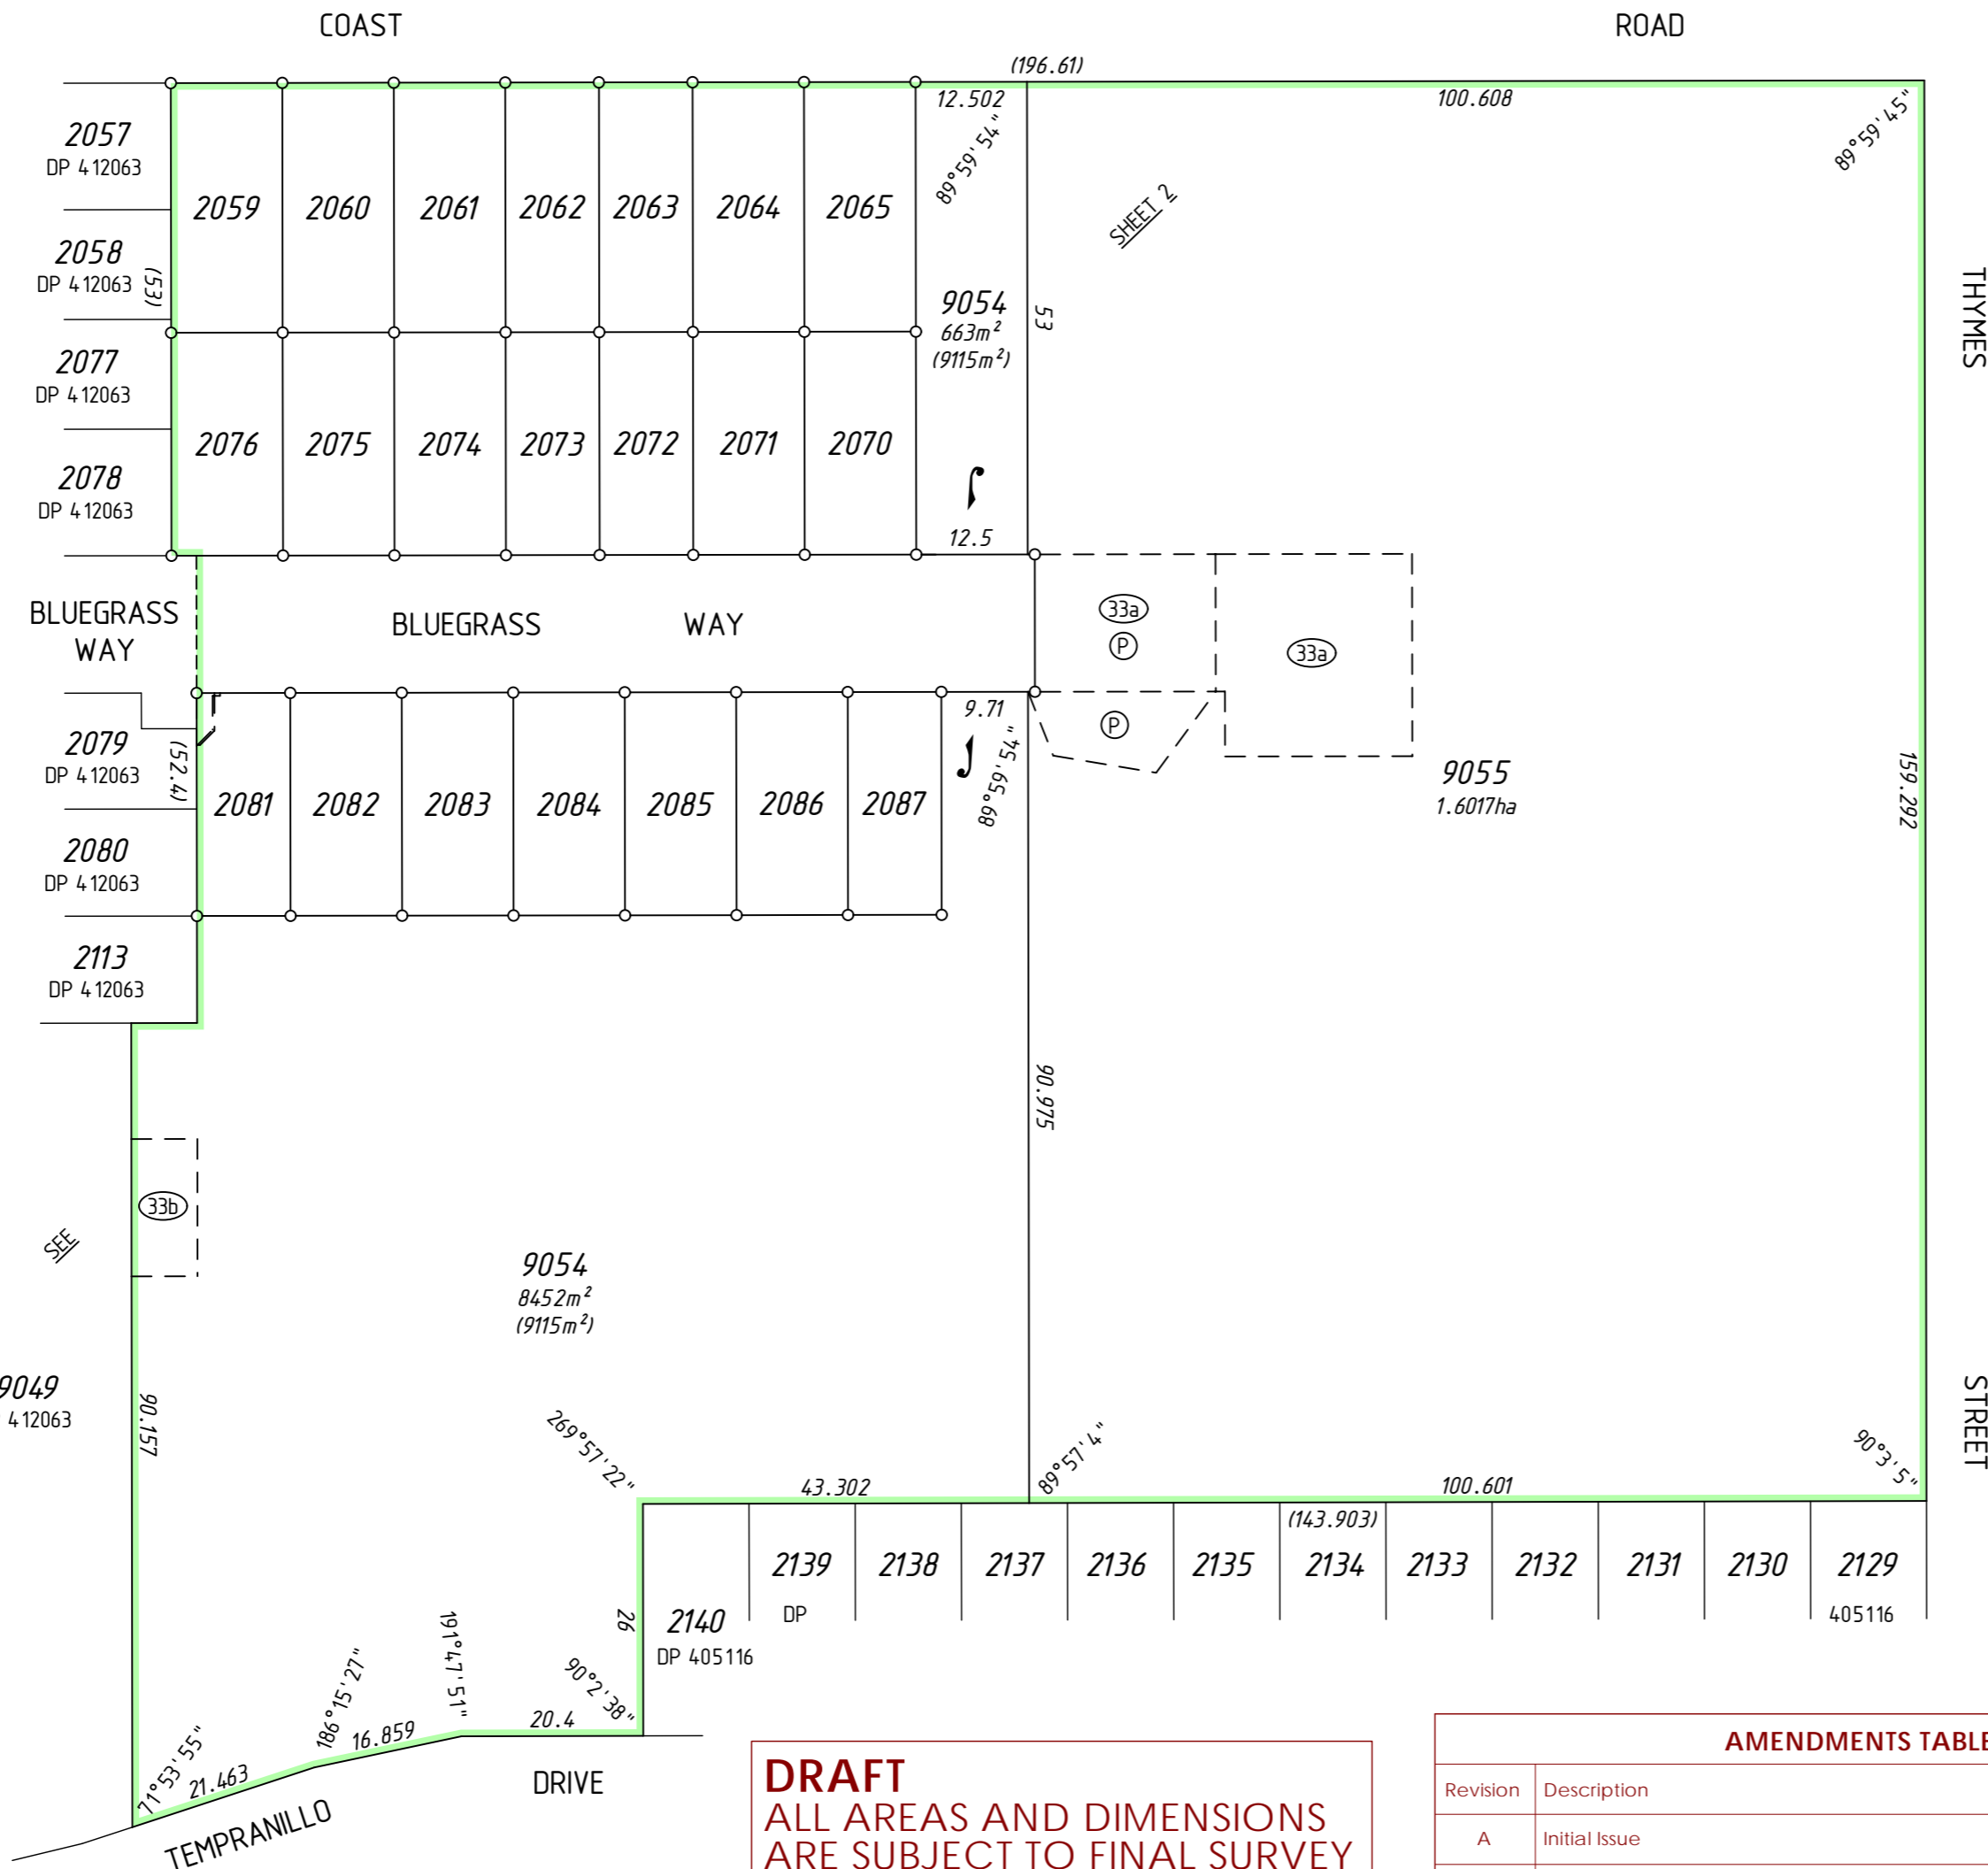 COAST ROAD
(196.61)
12.502 100.608
89°59'54" 89°59'45"
2057
DP 412063
2058
DP 412063
(53)
2077
DP 412063
2078
DP 412063
2059 2060 2061 2062 2063 2064 2065
SHEET 2
9054
663m²
(9115m²)
53
THYMES
2076 2075 2074 2073 2072 2071 2070
12.5
BLUEGRASS
WAY
BLUEGRASS WAY
33a
P
33a
P
9.71
89°59'54"
2079
DP 412063
(52.4)
2080
DP 412063
2081 2082 2083 2084 2085 2086 2087
9055
1.6017ha
159.292
2113
DP 412063
90.975
33b
SEE
9054
8452m²
(9115m²)
9049
412063
90.157
269°57'22"
89°57'4"
90°3'5"
STREET
43.302 100.601
(143.903)
2139 2138 2137 2136 2135 2134 2133 2132 2131 2130 2129
DP 405116
26
2140
DP 405116
191°47'51"
186°15'27"
90°2'38"
71°53'55"
21.463 16.859 20.4
TEMPRANILLO DRIVE
DRAFT
ALL AREAS AND DIMENSIONS
ARE SUBJECT TO FINAL SURVEY
AMENDMENTS TABLE
Revision Description
A Initial Issue